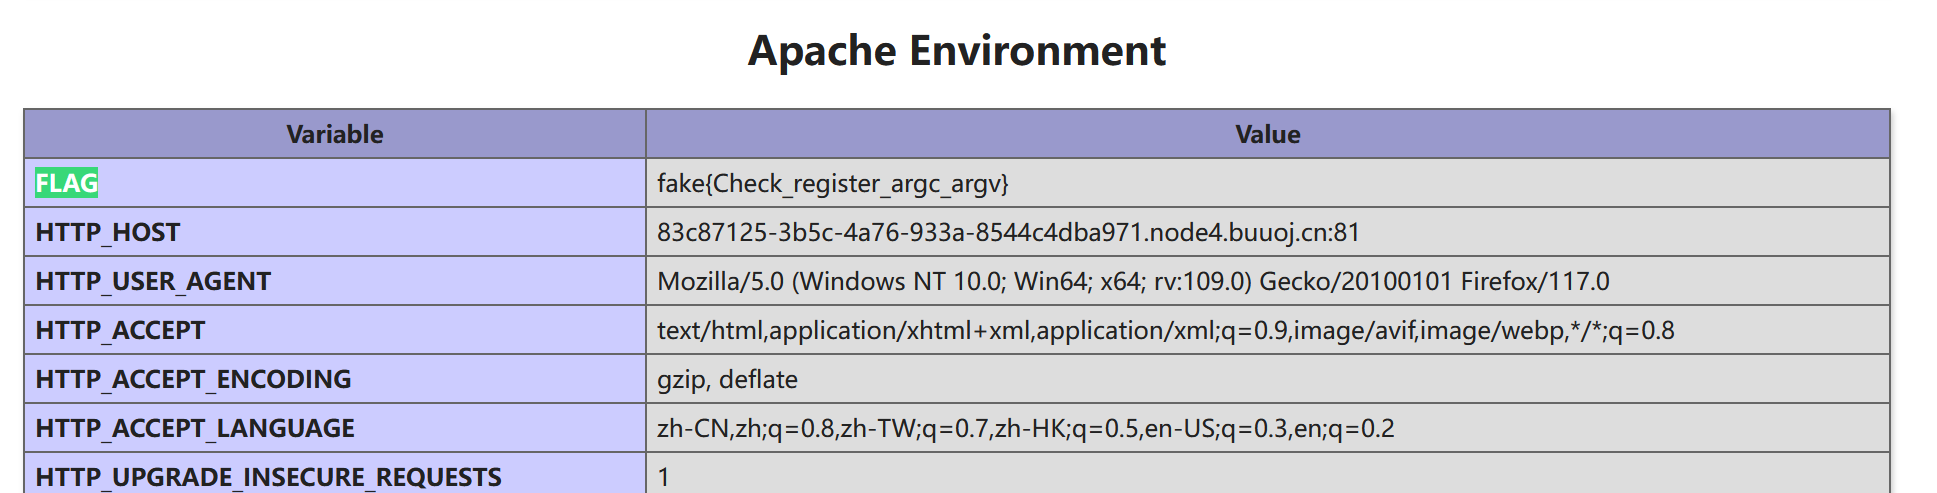 Apache Environment
Variable Value
FLAG fake{Check_register_argc_argv}
HTTP_HOST 83c87125-3b5c-4a76-933a-8544c4dba971.node4.buuoj.cn:81
HTTP_USER_AGENT Mozilla/5.0 (Windows NT 10.0; Win64; x64; rv:109.0) Gecko/20100101 Firefox/117.0
HTTP_ACCEPT text/html,application/xhtml+xml,application/xml;q=0.9,image/avif,image/webp,*/*;q=0.8
HTTP_ACCEPT_ENCODING gzip, deflate
HTTP_ACCEPT_LANGUAGE zh-CN,zh;q=0.8,zh-TW;q=0.7,zh-HK;q=0.5,en-US;q=0.3,en;q=0.2
HTTP_UPGRADE_INSECURE_REQUESTS 1